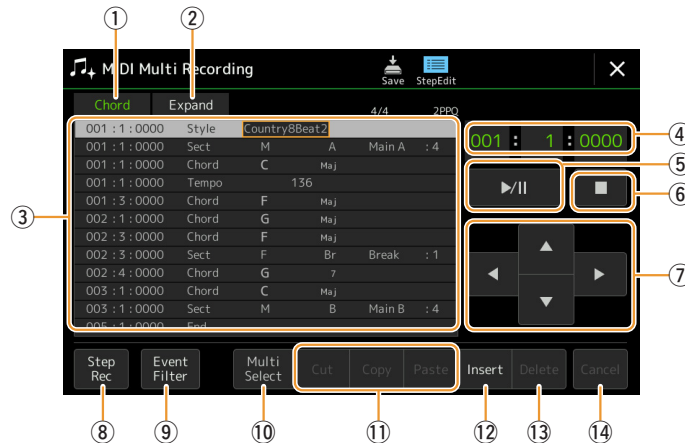 ① ②
MIDI Multi Recording Save StepEdit ×
Chord Expand 4/4 2PPQ
001 : 1 : 0000 Style Country8Beat2
001 : 1 : 0000 Sect M A Main A : 4
001 : 1 : 0000 Chord C Maj
001 : 1 : 0000 Tempo 136
001 : 3 : 0000 Chord F Maj
002 : 1 : 0000 Chord G Maj
002 : 3 : 0000 Chord F Maj
002 : 3 : 0000 Sect F Br Break : 1
002 : 4 : 0000 Chord G 7
003 : 1 : 0000 Chord C Maj
003 : 1 : 0000 Sect M B Main B : 4
005 : 1 : 0000 End
③
001 : 1 : 0000 ④
⑤
⑥
⑦
Step Rec
Event Filter
Multi Select
Cut Copy Paste Insert Delete Cancel
⑧ ⑨ ⑩ ⑪ ⑫ ⑬ ⑭